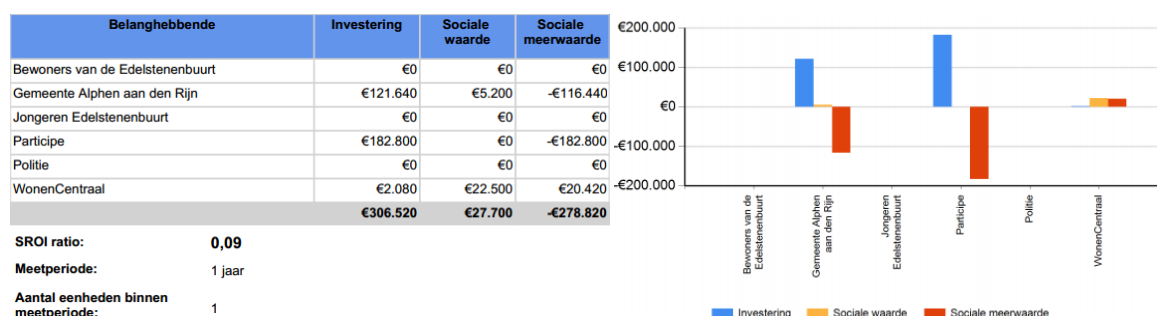 Belanghebbende Investering Sociale waarde Sociale meerwaarde
Bewoners van de Edelstenenbuurt €0 €0 €0
Gemeente Alphen aan den Rijn €121.640 €5.200 -€116.440
Jongeren Edelstenenbuurt €0 €0 €0
Participe €182.800 €0 -€182.800
Politie €0 €0 €0
WonenCentraal €2.080 €22.500 €20.420
€306.520 €27.700 -€278.820
SROI ratio: 0,09
Meetperiode: 1 jaar
Aantal eenheden binnen
meetperiode: 1
€200.000
€100.000
€0
-€100.000
-€200.000
Bewoners van de
Edelstenenbuurt
Gemeente Alphen
aan den Rijn
Jongeren
Edelstenenbuurt
Participe
Politie
WonenCentraal
Investering Sociale waarde Sociale meerwaarde